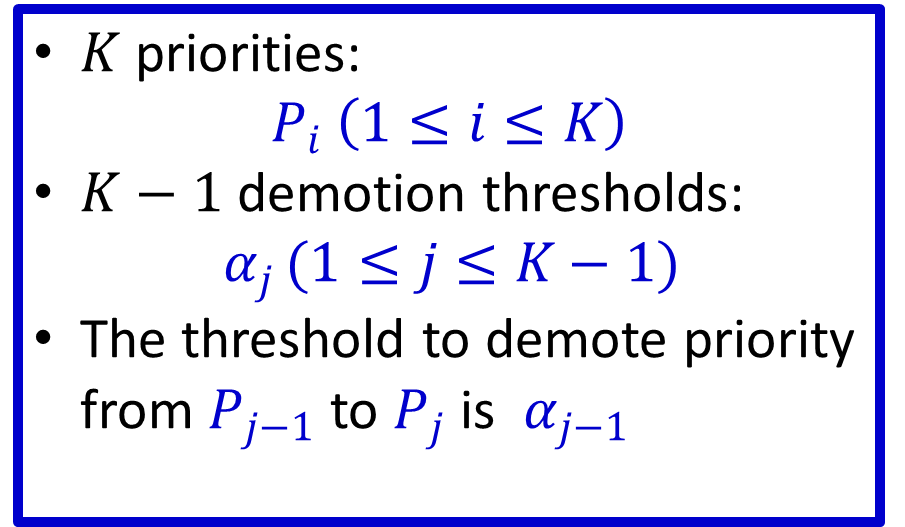 • K priorities:
P_i (1 ≤ i ≤ K)
• K − 1 demotion thresholds:
α_j (1 ≤ j ≤ K − 1)
• The threshold to demote priority
from P_{j−1} to P_j is α_{j−1}